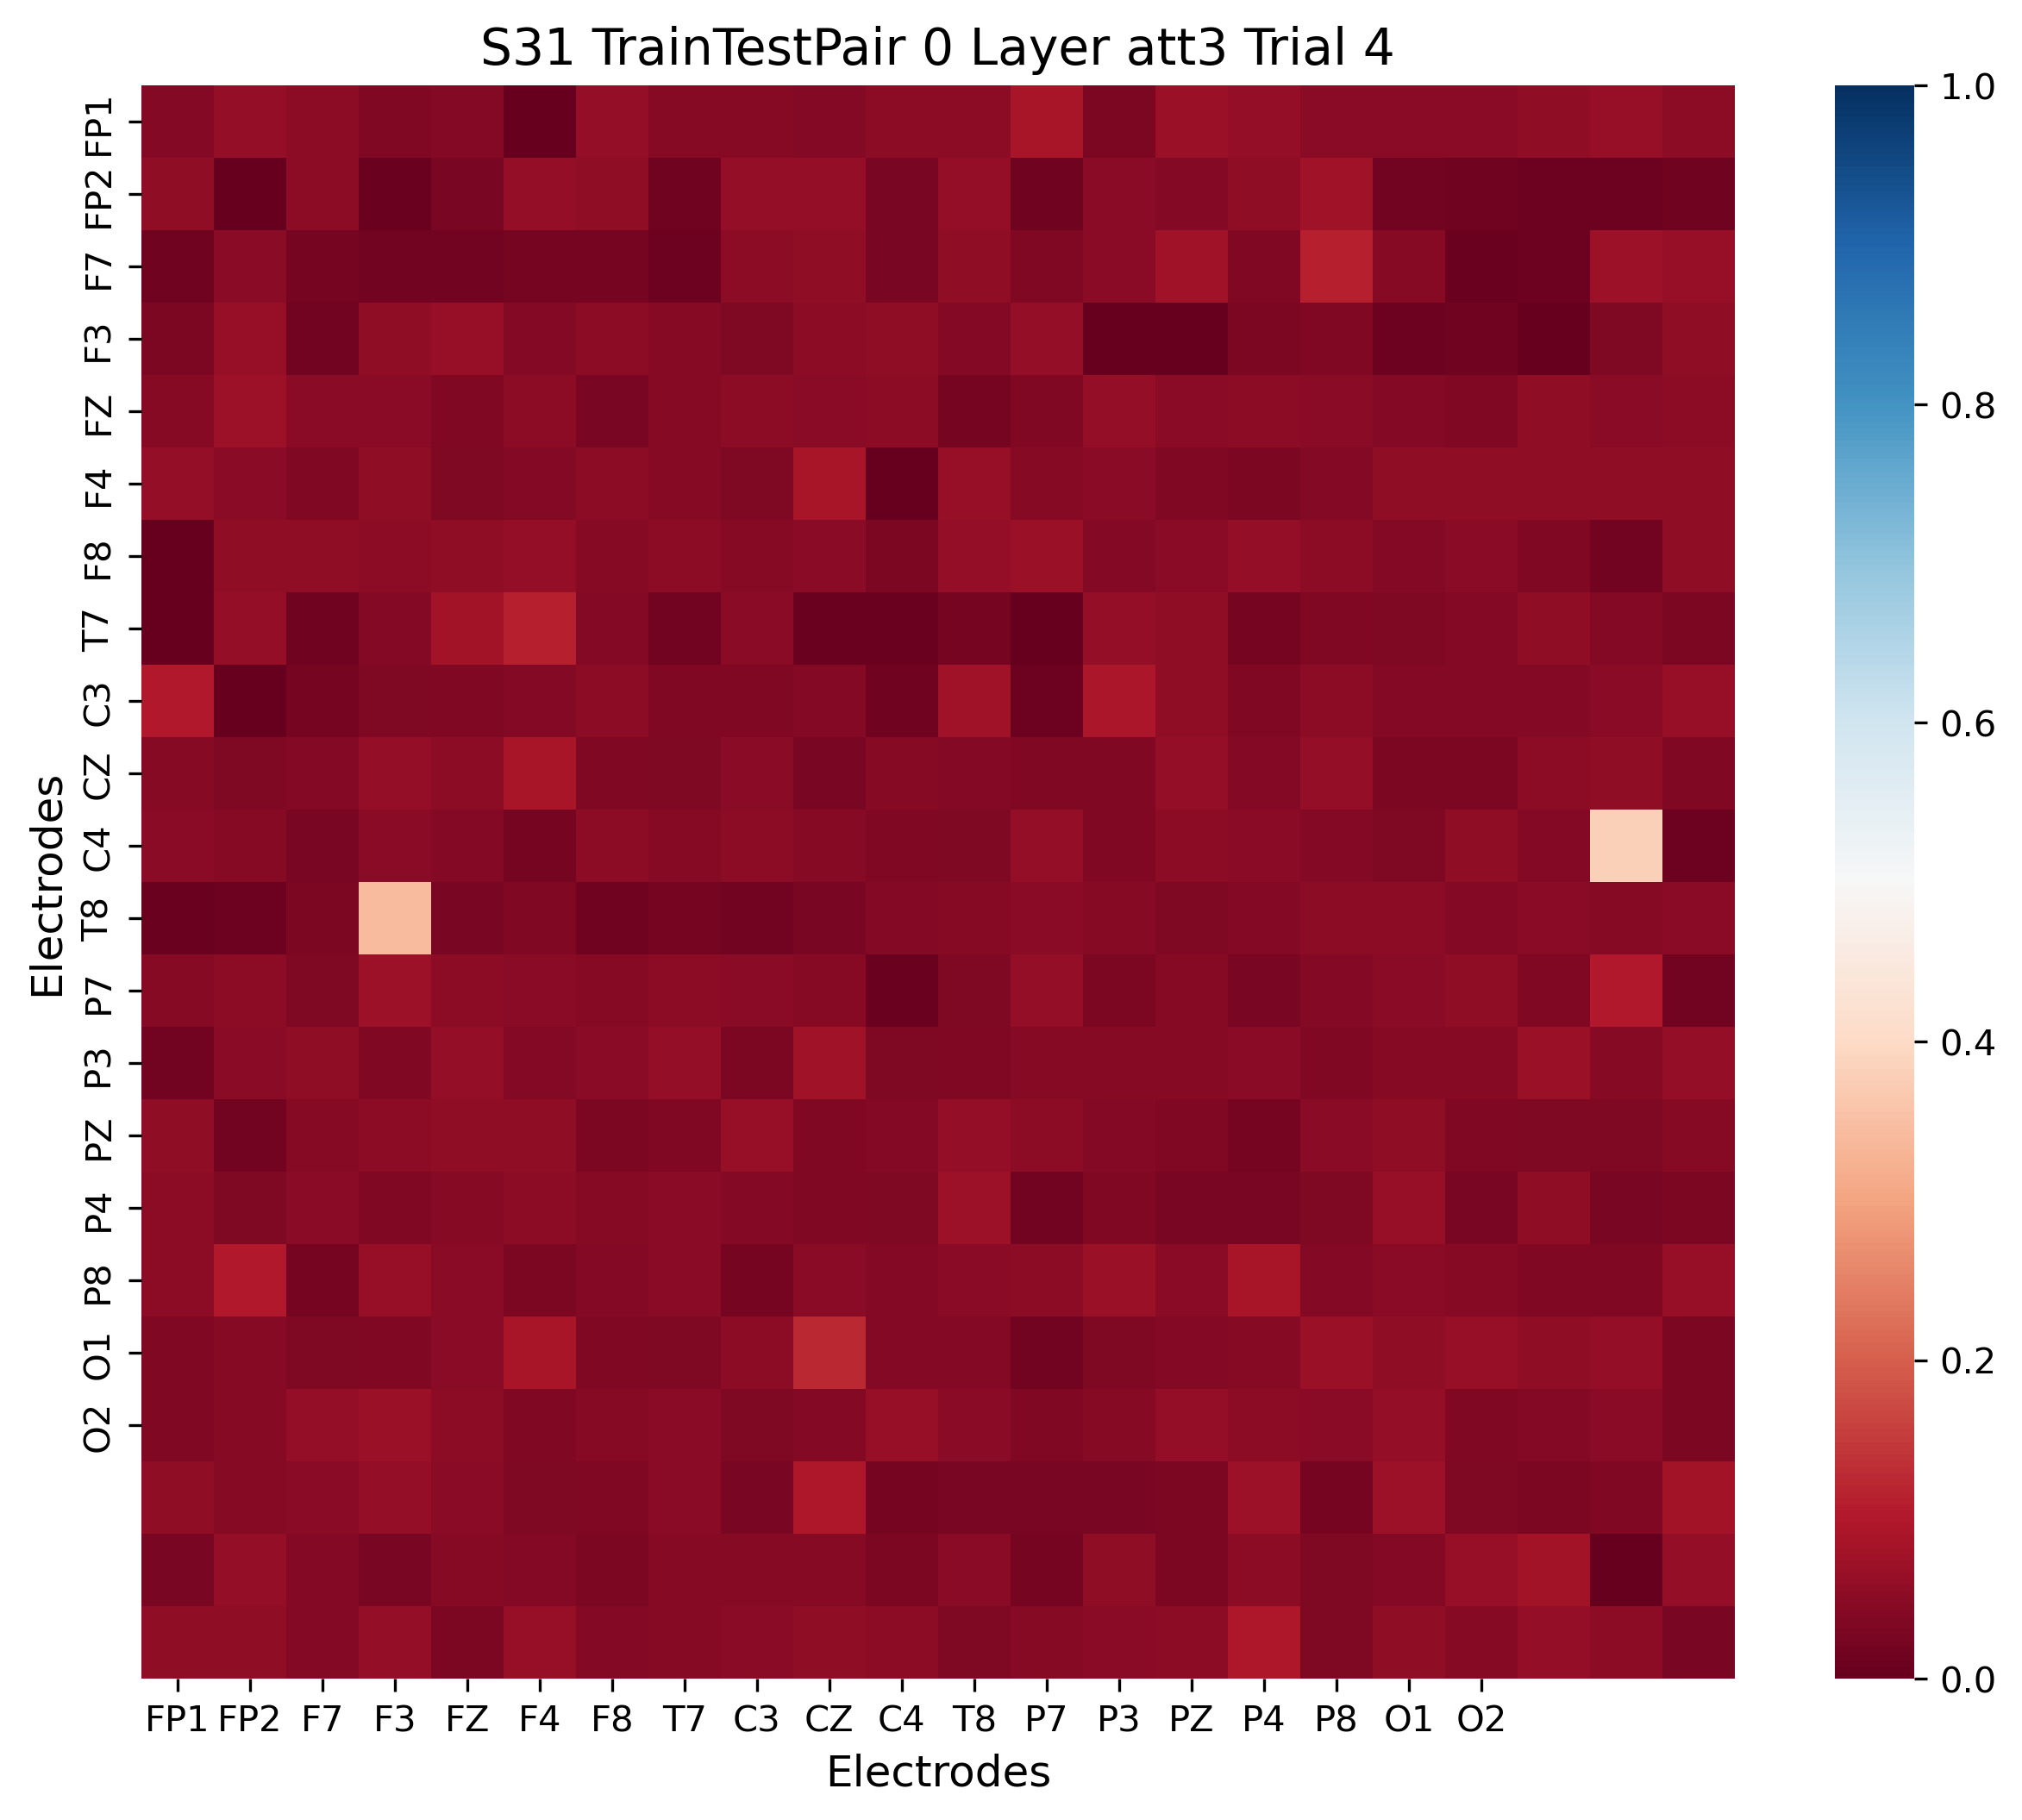 S31 TrainTestPair 0 Layer att3 Trial 4
Electrodes
FP1
FP2
F7
F3
FZ
F4
F8
T7
C3
CZ
C4
T8
P7
P3
PZ
P4
P8
O1
O2
FP1 FP2 F7 F3 FZ F4 F8 T7 C3 CZ C4 T8 P7 P3 PZ P4 P8 O1 O2
Electrodes
1.0
0.8
0.6
0.4
0.2
0.0